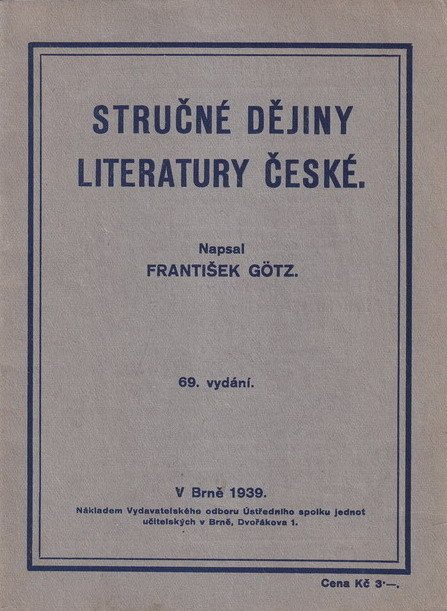 STRUČNÉ DĚJINY
LITERATURY ČESKÉ.
Napsal
FRANTIŠEK GÖTZ.
69. vydání.
V Brně 1939.
Nákladem Vydavatelského odboru Ústředního spolku jednot
učitelských v Brně, Dvořákova 1.
Cena Kč 3·—.